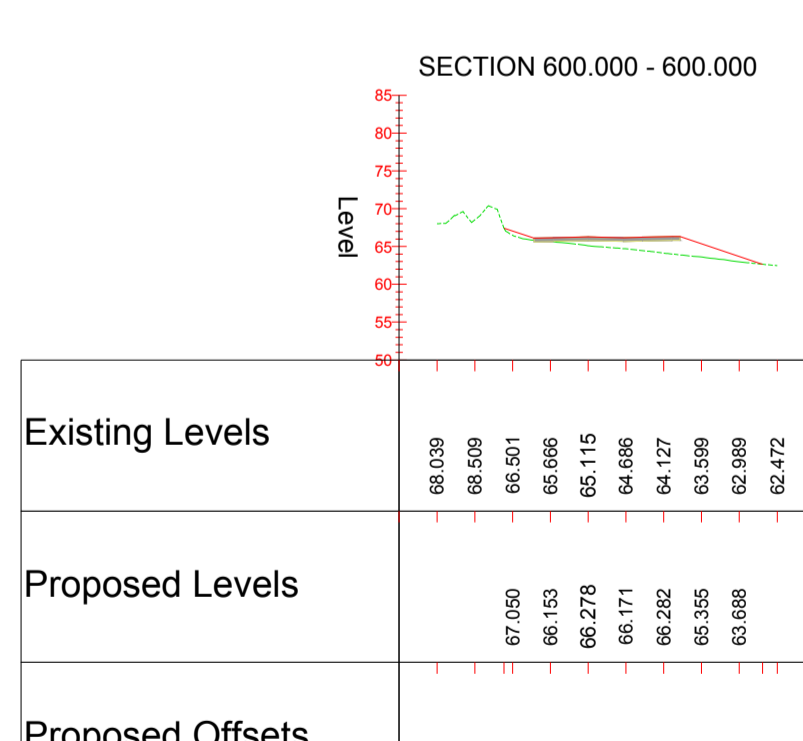 SECTION 600.000 - 600.000
85
80
75
70
65
60
55
50
Level
Existing Levels
68.039 68.509 66.501 65.666 65.115 64.686 64.127 63.599 62.989 62.472
Proposed Levels
67.050 66.153 66.278 66.171 66.282 65.355 63.688
Proposed Offsets